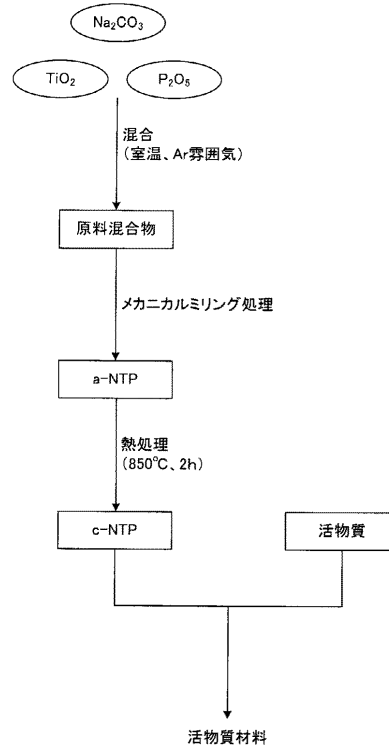 Na₂CO₃
TiO₂
P₂O₅
混合
(室温、Ar雰囲気)
原料混合物
メカニカルミリング処理
a-NTP
熱処理
(850℃、2h)
c-NTP
活物質
活物質材料